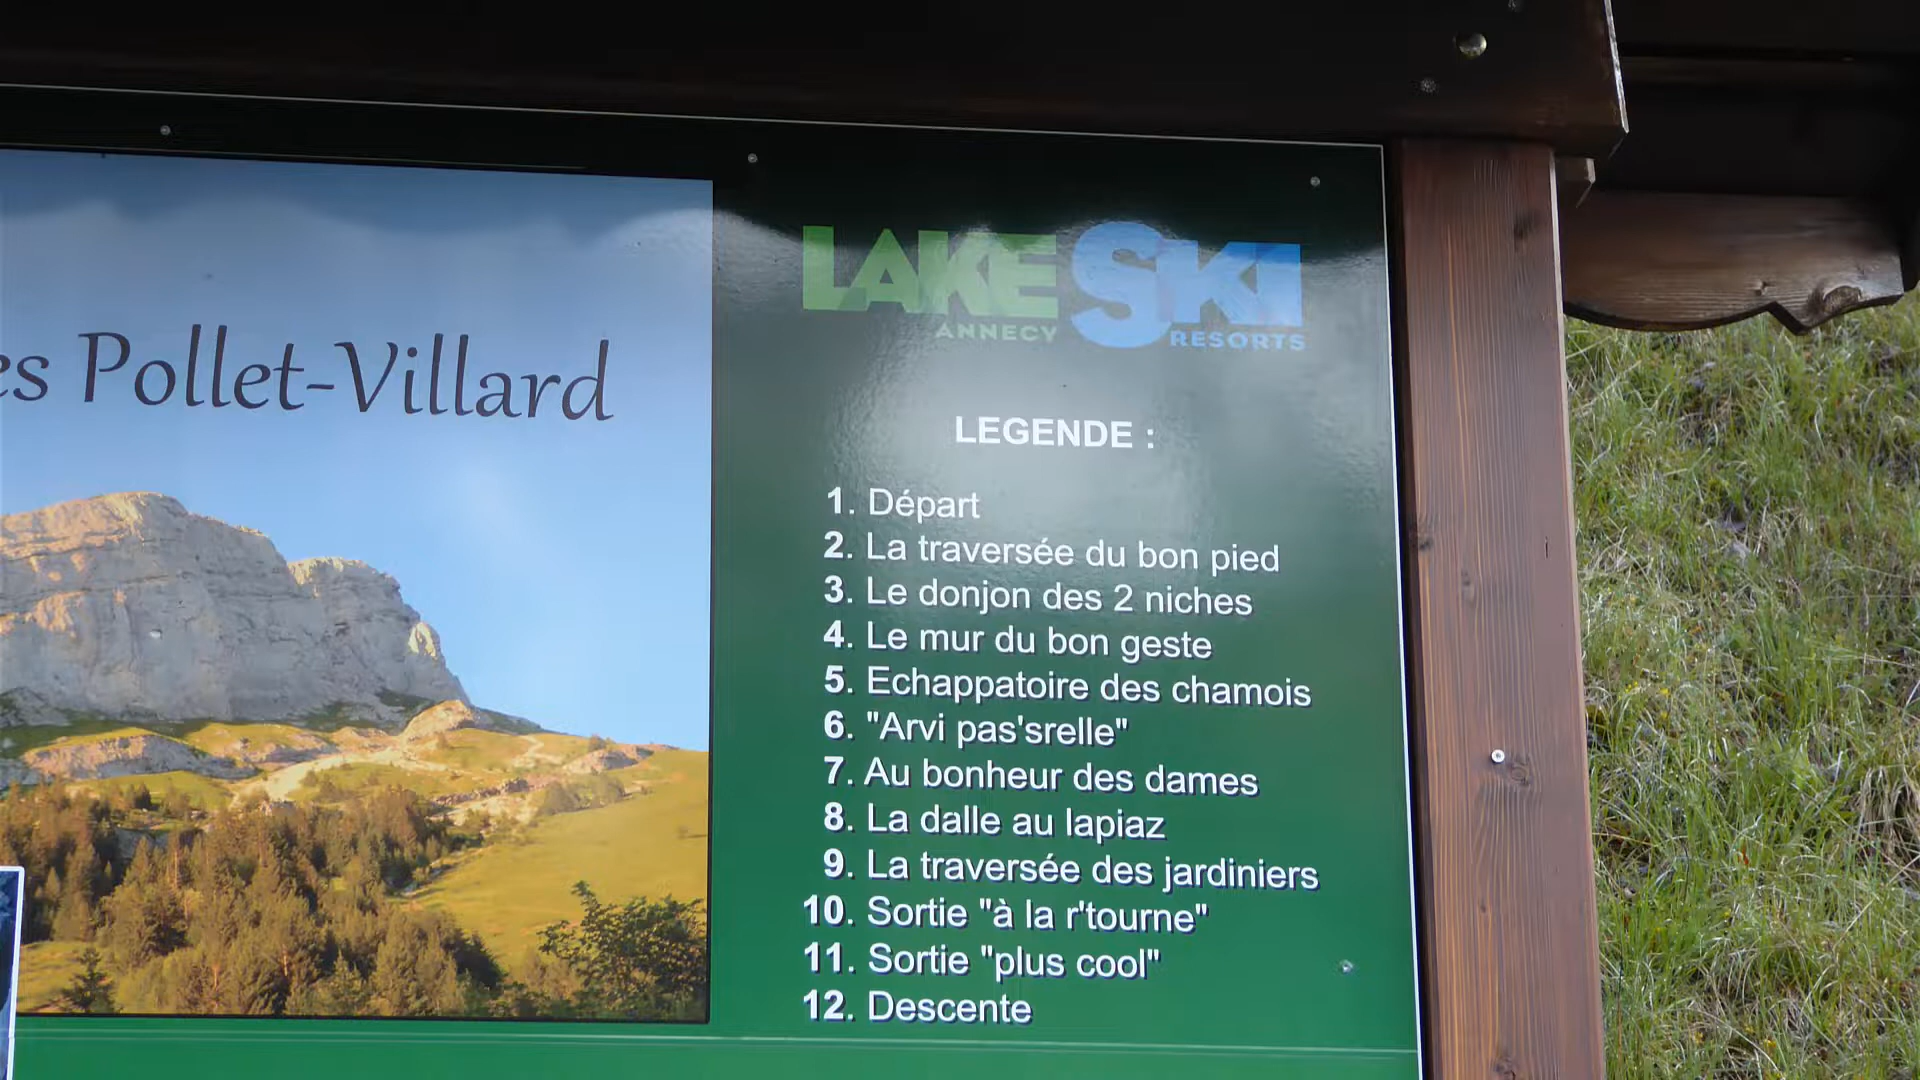 Pollet-Villard
LAKE SKI
ANNECY RESORTS
LEGENDE :
1. Départ
2. La traversée du bon pied
3. Le donjon des 2 niches
4. Le mur du bon geste
5. Echappatoire des chamois
6. "Arvi pas'srelle"
7. Au bonheur des dames
8. La dalle au lapiaz
9. La traversée des jardiniers
10. Sortie "à la r'tourne"
11. Sortie "plus cool"
12. Descente